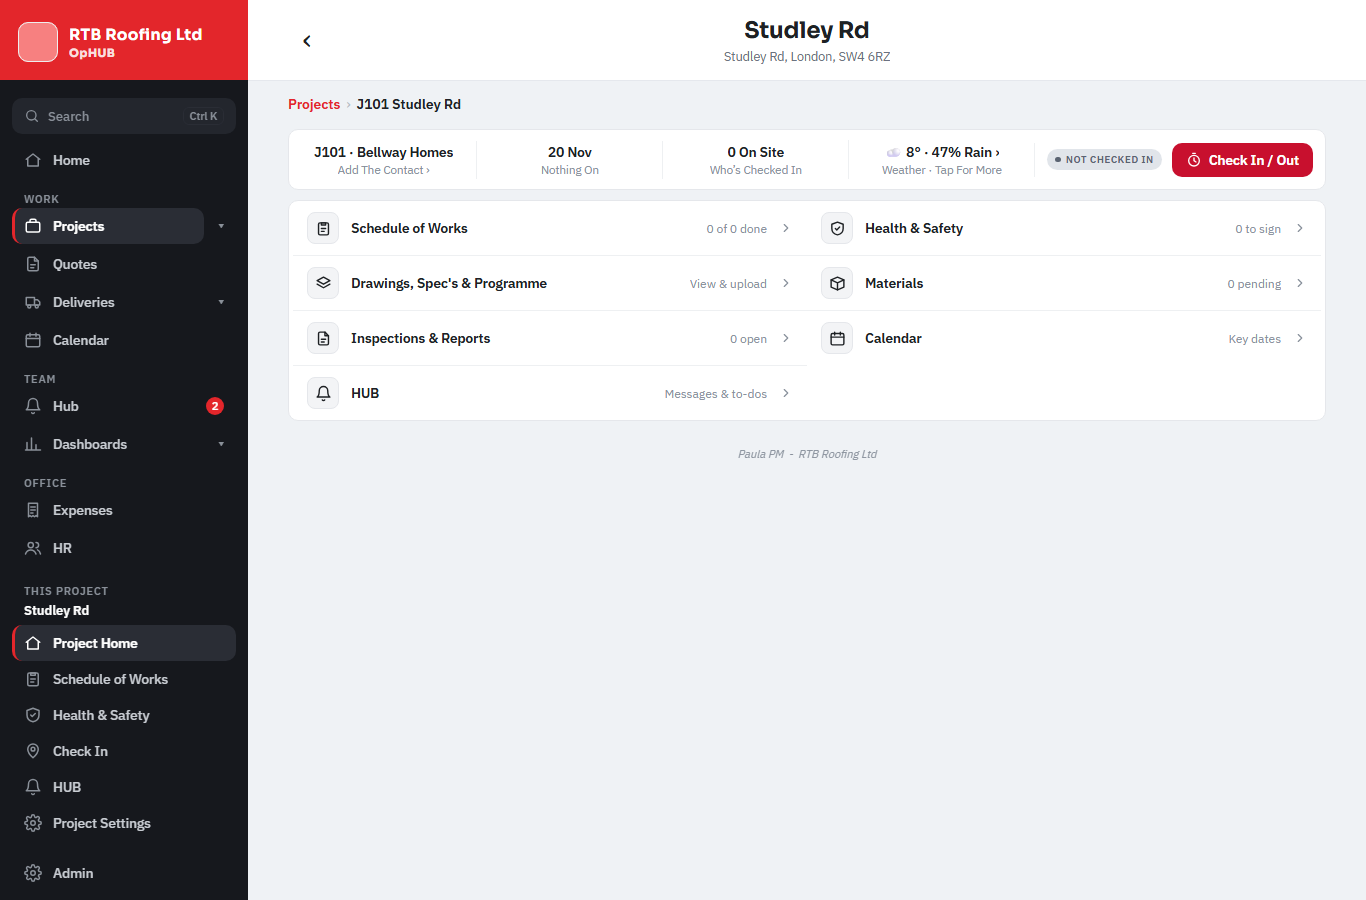 RTB Roofing Ltd
OpHUB
Search
Ctrl K
Home
WORK
Projects
Quotes
Deliveries
Calendar
TEAM
Hub
2
Dashboards
OFFICE
Expenses
HR
THIS PROJECT
Studley Rd
Project Home
Schedule of Works
Health & Safety
Check In
HUB
Project Settings
Admin
Studley Rd
Studley Rd, London, SW4 6RZ
Projects › J101 Studley Rd
J101 · Bellway Homes
Add The Contact ›
20 Nov
Nothing On
0 On Site
Who's Checked In
8° · 47% Rain ›
Weather · Tap For More
NOT CHECKED IN
Check In / Out
Schedule of Works
0 of 0 done
Health & Safety
0 to sign
Drawings, Spec's & Programme
View & upload
Materials
0 pending
Inspections & Reports
0 open
Calendar
Key dates
HUB
Messages & to-dos
Paula PM - RTB Roofing Ltd